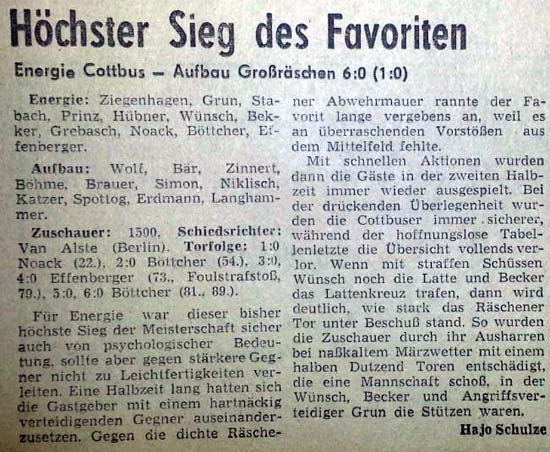 Höchster Sieg des Favoriten
Energie Cottbus — Aufbau Großräschen 6:0 (1:0)
Energie: Ziegenhagen, Grun, Sta-
bach, Prinz, Hübner, Wünsch, Bek-
ker, Grebasch, Noack, Böttcher, Ef-
fenberger.
Aufbau: Wolf, Bär, Zinnert,
Böhme, Brauer, Simon, Niklisch,
Katzer, Spottog, Erdmann, Langham-
mer.
Zuschauer: 1500, Schiedsrichter:
Van Alste (Berlin). Torfolge: 1:0
Noack (22.), 2:0 Böttcher (54.), 3:0,
4:0 Effenberger (73., Foulstrafstoß,
79.), 5:0, 6:0 Böttcher (81., 89.).
Für Energie war dieser bisher
höchste Sieg der Meisterschaft sicher
auch von psychologischer Bedeu-
tung, sollte aber gegen stärkere Geg-
ner nicht zu Leichtfertigkeiten ver-
leiten. Eine Halbzeit lang hatten sich
die Gastgeber mit einem hartnäckig
verteidigenden Gegner auseinander-
zusetzen. Gegen die dichte Räsche-
ner Abwehrmauer rannte der Fa-
vorit lange vergebens an, weil es
an überraschenden Vorstößen aus
dem Mittelfeld fehlte.
Mit schnellen Aktionen wurden
dann die Gäste in der zweiten Halb-
zeit immer wieder ausgespielt. Bei
der drückenden Überlegenheit wur-
den die Cottbuser immer sicherer,
während der hoffnungslose Tabel-
lenletzte die Übersicht vollends ver-
lor. Wenn mit straffen Schüssen
Wünsch noch die Latte und Becker
das Lattenkreuz trafen, dann wird
deutlich, wie stark das Räschener
Tor unter Beschuß stand. So wurden
die Zuschauer durch ihr Ausharren
bei naßkaltem Märzwetter mit einem
halben Dutzend Toren entschädigt,
die eine Mannschaft schoß, in der
Wünsch, Becker und Angriffsver-
teidiger Grun die Stützen waren.
Hajo Schulze